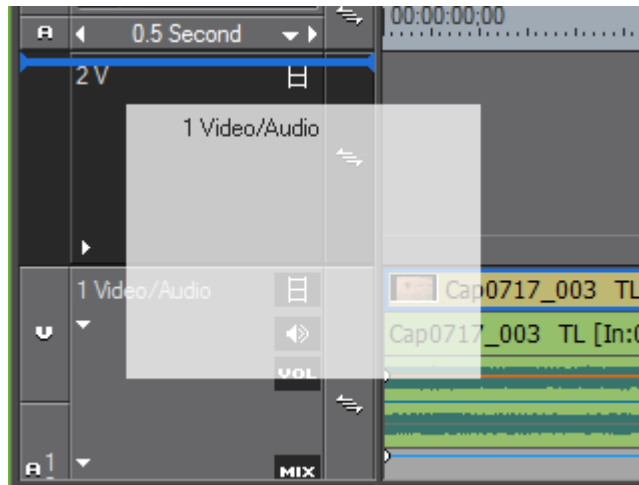 00:00:00;00
A 0.5 Second
2 V
1 Video/Audio
1 Video/Audio
Cap0717_003 TL
V
Cap0717_003 TL [In:0
VOL
A 1
MIX